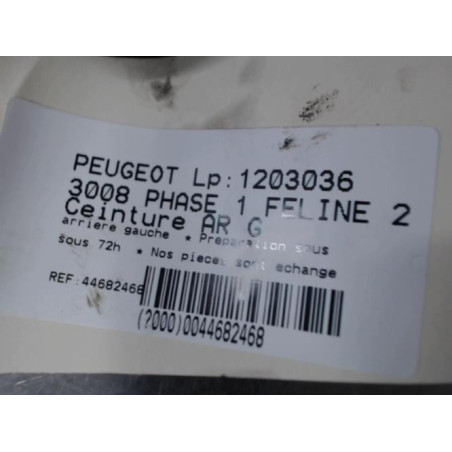 PEUGEOT Lp:1203036
3008 PHASE 1 FELINE 2
Ceinture AR G
arriere gauche * Preparation sous
sous 72h * Nos pieces sont echange
REF:44682468
(2000)0044682468